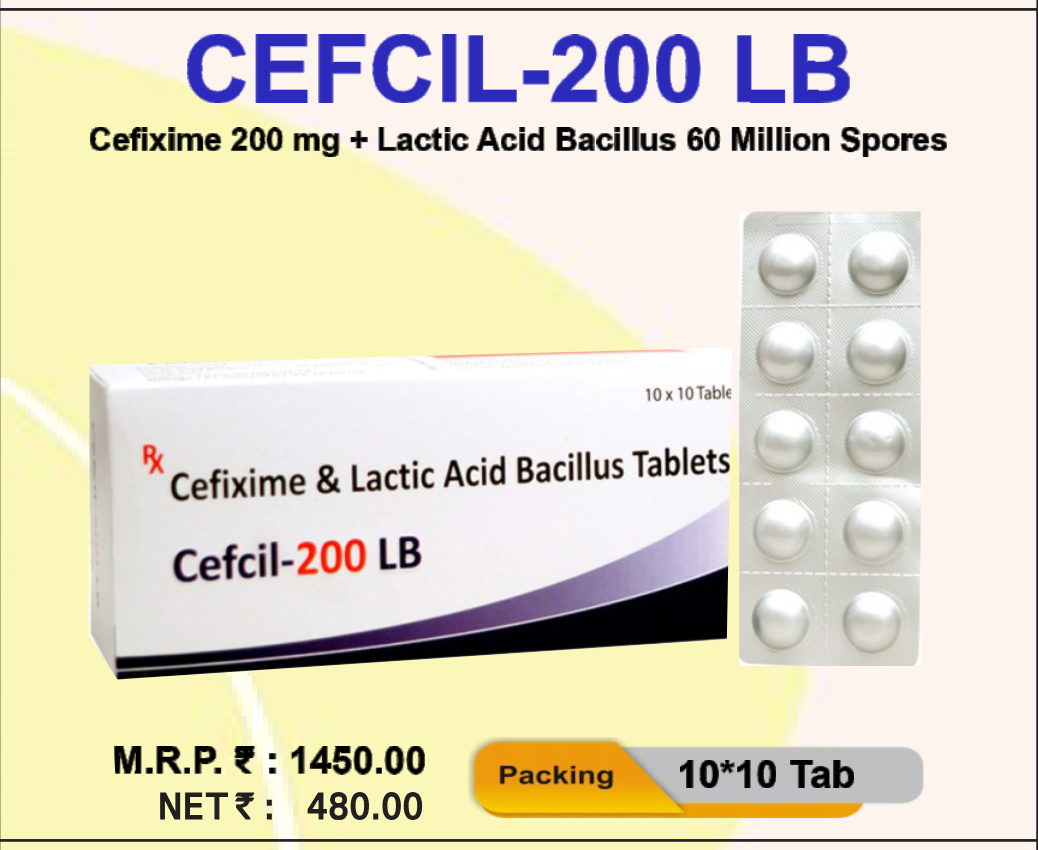 CEFCIL-200 LB
Cefixime 200 mg + Lactic Acid Bacillus 60 Million Spores
10 x 10 Table
Rx Cefixime & Lactic Acid Bacillus Tablets
Cefcil-200 LB
M.R.P. ₹ : 1450.00
NET ₹ : 480.00
Packing 10*10 Tab